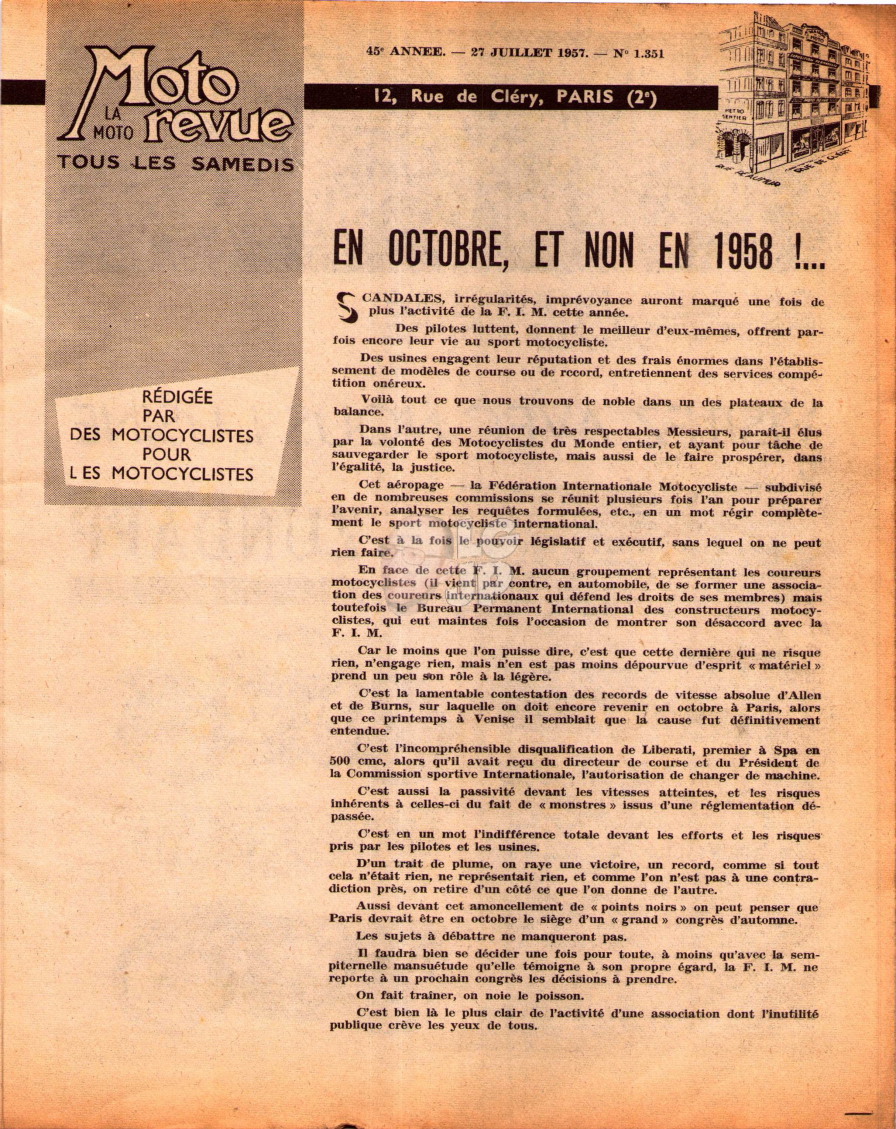 45e ANNEE. — 27 JUILLET 1957. — No 1.351
Moto
LA
MOTO
revue
TOUS LES SAMEDIS
12, Rue de Cléry, PARIS (2e)
METRO
SENTIER
RUE DE CLERY
RÉDIGÉE
PAR
DES MOTOCYCLISTES
POUR
LES MOTOCYCLISTES
EN OCTOBRE, ET NON EN 1958 !...
SCANDALES, irrégularités, imprévoyance auront marqué une fois de
plus l'activité de la F. I. M. cette année.
Des pilotes luttent, donnent le meilleur d'eux-mêmes, offrent par-
fois encore leur vie au sport motocycliste.
Des usines engagent leur réputation et des frais énormes dans l'établis-
sement de modèles de course ou de record, entretiennent des services compé-
tition onéreux.
Voilà tout ce que nous trouvons de noble dans un des plateaux de la
balance.
Dans l'autre, une réunion de très respectables Messieurs, parait-il élus
par la volonté des Motocyclistes du Monde entier, et ayant pour tâche de
sauvegarder le sport motocycliste, mais aussi de le faire prospérer, dans
l'égalité, la justice.
Cet aéropage — la Fédération Internationale Motocycliste — subdivisé
en de nombreuses commissions se réunit plusieurs fois l'an pour préparer
l'avenir, analyser les requêtes formulées, etc., en un mot régir complète-
ment le sport motocycliste international.
C'est à la fois le pouvoir législatif et exécutif, sans lequel on ne peut
rien faire.
En face de cette F. I. M. aucun groupement représentant les coureurs
motocyclistes (il vient par contre, en automobile, de se former une associa-
tion des coureurs internationaux qui défend les droits de ses membres) mais
toutefois le Bureau Permanent International des constructeurs motocy-
clistes, qui eut maintes fois l'occasion de montrer son désaccord avec la
F. I. M.
Car le moins que l'on puisse dire, c'est que cette dernière qui ne risque
rien, n'engage rien, mais n'en est pas moins dépourvue d'esprit « matériel »
prend un peu son rôle à la légère.
C'est la lamentable contestation des records de vitesse absolue d'Allen
et de Burns, sur laquelle on doit encore revenir en octobre à Paris, alors
que ce printemps à Venise il semblait que la cause fut définitivement
entendue.
C'est l'incompréhensible disqualification de Liberati, premier à Spa en
500 cmc, alors qu'il avait reçu du directeur de course et du Président de
la Commission sportive Internationale, l'autorisation de changer de machine.
C'est aussi la passivité devant les vitesses atteintes, et les risques
inhérents à celles-ci du fait de « monstres » issus d'une réglementation dé-
passée.
C'est en un mot l'indifférence totale devant les efforts et les risques
pris par les pilotes et les usines.
D'un trait de plume, on raye une victoire, un record, comme si tout
cela n'était rien, ne représentait rien, et comme l'on n'est pas à une contra-
diction près, on retire d'un côté ce que l'on donne de l'autre.
Aussi devant cet amoncellement de « points noirs » on peut penser que
Paris devrait être en octobre le siège d'un « grand » congrès d'automne.
Les sujets à débattre ne manqueront pas.
Il faudra bien se décider une fois pour toute, à moins qu'avec la sem-
piternelle mansuétude qu'elle témoigne à son propre égard, la F. I. M. ne
reporte à un prochain congrès les décisions à prendre.
On fait traîner, on noie le poisson.
C'est bien là le plus clair de l'activité d'une association dont l'inutilité
publique crève les yeux de tous.